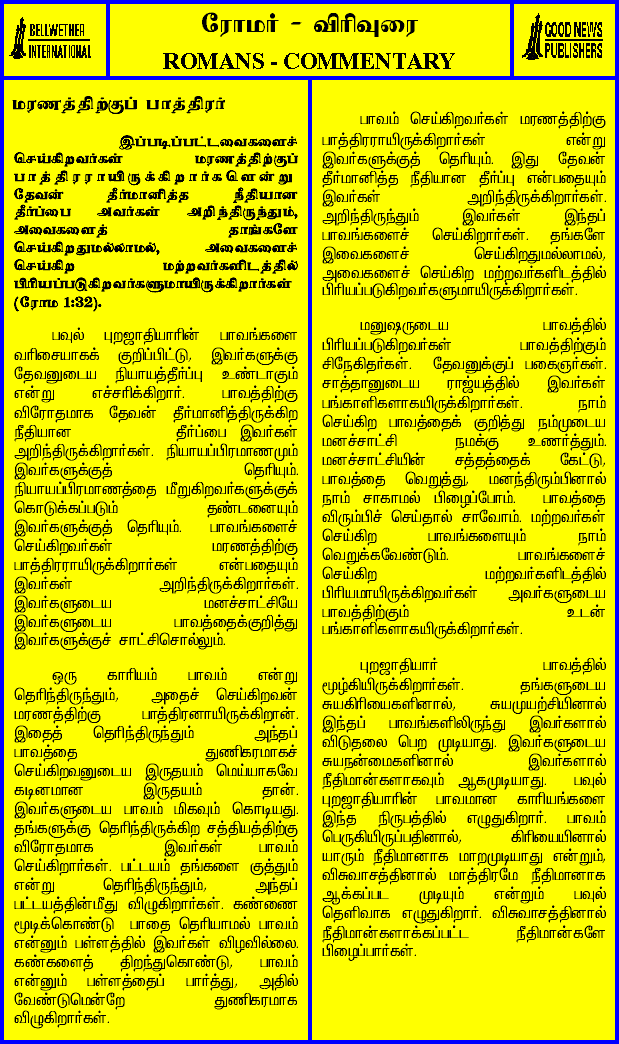 BELLWETHER
INTERNATIONAL
ரோமர் - விரிவுரை
ROMANS - COMMENTARY
GOOD NEWS
PUBLISHERS
மரணத்திற்குப் பாத்திரர்
இப்படிப்பட்டவைகளைச்
செய்கிறவர்கள் மரணத்திற்குப்
பாத்திரராயிருக்கிறார்களென்று
தேவன் தீர்மானித்த நீதியான
தீர்ப்பை அவர்கள் அறிந்திருந்தும்,
அவைகளைத் தாங்களே
செய்கிறதுமல்லாமல், அவைகளைச்
செய்கிற மற்றவர்களிடத்தில்
பிரியப்படுகிறவர்களுமாயிருக்கிறார்கள்
(ரோம 1:32).
பவுல் புறஜாதியாரின் பாவங்களை
வரிசையாகக் குறிப்பிட்டு, இவர்களுக்கு
தேவனுடைய நியாயத்தீர்ப்பு உண்டாகும்
என்று எச்சரிக்கிறார். பாவத்திற்கு
விரோதமாக தேவன் தீர்மானித்திருக்கிற
நீதியான தீர்ப்பை இவர்கள்
அறிந்திருக்கிறார்கள். நியாயப்பிரமாணமும்
இவர்களுக்குத் தெரியும்.
நியாயப்பிரமாணத்தை மீறுகிறவர்களுக்குக்
கொடுக்கப்படும் தண்டனையும்
இவர்களுக்குத் தெரியும். பாவங்களைச்
செய்கிறவர்கள் மரணத்திற்கு
பாத்திரராயிருக்கிறார்கள் என்பதையும்
இவர்கள் அறிந்திருக்கிறார்கள்.
இவர்களுடைய மனச்சாட்சியே
இவர்களுடைய பாவத்தைக்குறித்து
இவர்களுக்குச் சாட்சிசொல்லும்.
ஒரு காரியம் பாவம் என்று
தெரிந்திருந்தும், அதைச் செய்கிறவன்
மரணத்திற்கு பாத்திரனாயிருக்கிறான்.
இதைத் தெரிந்திருந்தும் அந்தப்
பாவத்தை துணிகரமாகச்
செய்கிறவனுடைய இருதயம் மெய்யாகவே
கடினமான இருதயம் தான்.
இவர்களுடைய பாவம் மிகவும் கொடியது.
தங்களுக்கு தெரிந்திருக்கிற சத்தியத்திற்கு
விரோதமாக இவர்கள் பாவம்
செய்கிறார்கள். பட்டயம் தங்களை குத்தும்
என்று தெரிந்திருந்தும், அந்தப்
பட்டயத்தின்மீது விழுகிறார்கள். கண்ணை
மூடிக்கொண்டு பாதை தெரியாமல் பாவம்
என்னும் பள்ளத்தில் இவர்கள் விழவில்லை.
கண்களைத் திறந்துகொண்டு, பாவம்
என்னும் பள்ளத்தைப் பார்த்து, அதில்
வேண்டுமென்றே துணிகரமாக
விழுகிறார்கள்.
பாவம் செய்கிறவர்கள் மரணத்திற்கு
பாத்திரராயிருக்கிறார்கள் என்று
இவர்களுக்குத் தெரியும். இது தேவன்
தீர்மானித்த நீதியான தீர்ப்பு என்பதையும்
இவர்கள் அறிந்திருக்கிறார்கள்.
அறிந்திருந்தும் இவர்கள் இந்தப்
பாவங்களைச் செய்கிறார்கள். தங்களே
இவைகளைச் செய்கிறதுமல்லாமல்,
அவைகளைச் செய்கிற மற்றவர்களிடத்தில்
பிரியப்படுகிறவர்களுமாயிருக்கிறார்கள்.
மனுஷருடைய பாவத்தில்
பிரியப்படுகிறவர்கள் பாவத்திற்கும்
சிநேகிதர்கள். தேவனுக்குப் பகைஞர்கள்.
சாத்தானுடைய ராஜ்யத்தில் இவர்கள்
பங்காளிகளாகயிருக்கிறார்கள். நாம்
செய்கிற பாவத்தைக் குறித்து நம்முடைய
மனச்சாட்சி நமக்கு உணர்த்தும்.
மனச்சாட்சியின் சத்தத்தைக் கேட்டு,
பாவத்தை வெறுத்து, மனந்திரும்பினால்
நாம் சாகாமல் பிழைப்போம். பாவத்தை
விரும்பிச் செய்தால் சாவோம். மற்றவர்கள்
செய்கிற பாவங்களையும் நாம்
வெறுக்கவேண்டும். பாவங்களைச்
செய்கிற மற்றவர்களிடத்தில்
பிரியமாயிருக்கிறவர்கள் அவர்களுடைய
பாவத்திற்கும் உடன்
பங்காளிகளாகயிருக்கிறார்கள்.
புறஜாதியார் பாவத்தில்
மூழ்கியிருக்கிறார்கள். தங்களுடைய
சுயகிரியைகளினால், சுயமுயற்சியினால்
இந்தப் பாவங்களிலிருந்து இவர்களால்
விடுதலை பெற முடியாது. இவர்களுடைய
சுயநன்மைகளினால் இவர்களால்
நீதிமான்களாகவும் ஆகமுடியாது. பவுல்
புறஜாதியாரின் பாவமான காரியங்களை
இந்த நிருபத்தில் எழுதுகிறார். பாவம்
பெருகியிருப்பதினால், கிரியையினால்
யாரும் நீதிமானாக மாறமுடியாது என்றும்,
விசுவாசத்தினால் மாத்திரமே நீதிமானாக
ஆக்கப்பட முடியும் என்றும் பவுல்
தெளிவாக எழுதுகிறார். விசுவாசத்தினால்
நீதிமான்களாக்கப்பட்ட நீதிமான்களே
பிழைப்பார்கள்.